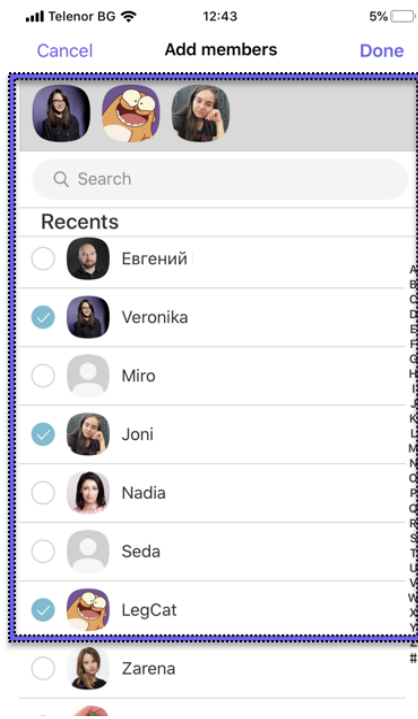 Telenor BG 12:43 5%
Cancel Add members Done
Search
Recents
Евгений
Veronika
Miro
Joni
Nadia
Seda
LegCat
Zarena
A
B
C
D
E
F
G
H
I
J
K
L
M
N
O
P
Q
R
S
T
U
V
W
X
Y
Z
#